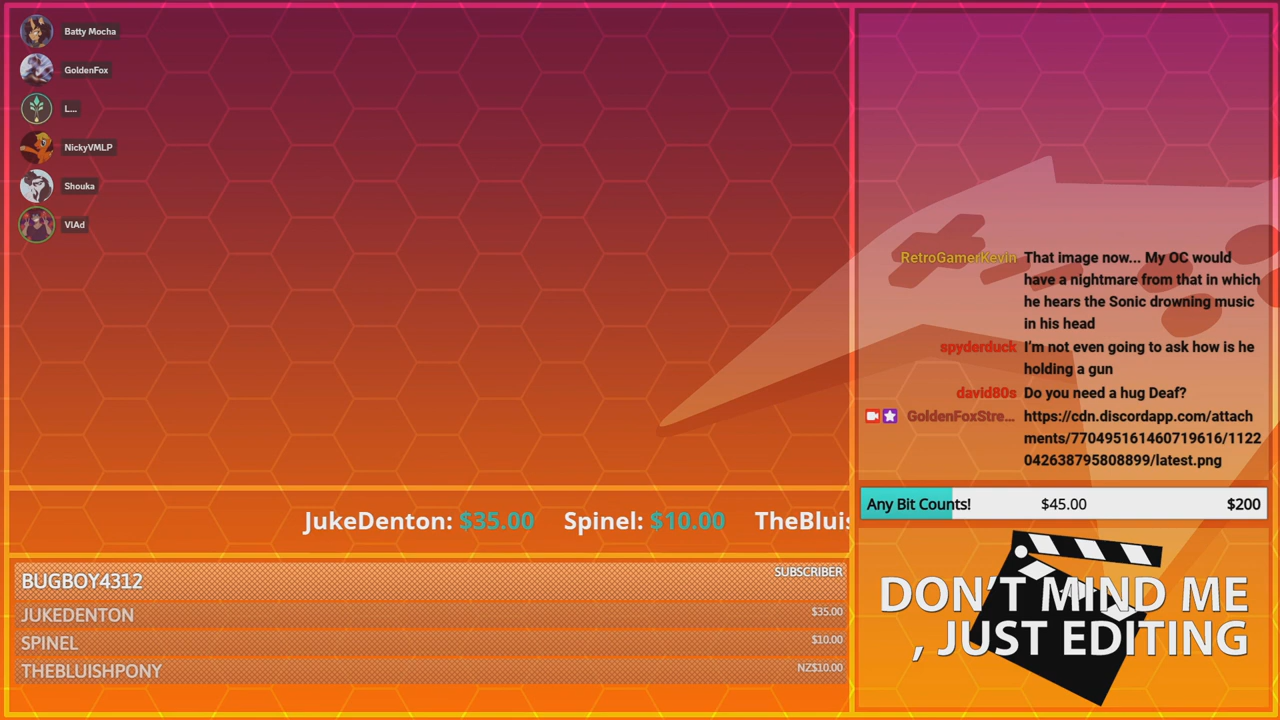 Batty Mocha
GoldenFox
L...
NickyVMLP
Shouka
VlAd
RetroGamerKevin That image now... My OC would
have a nightmare from that in which
he hears the Sonic drowning music
in his head
spyderduck I'm not even going to ask how is he
holding a gun
david80s Do you need a hug Deaf?
GoldenFoxStre... https://cdn.discordapp.com/attach
ments/770495161460719616/1122
042638795808899/latest.png
Any Bit Counts! $45.00 $200
JukeDenton: $35.00 Spinel: $10.00 TheBluis
BUGBOY4312 SUBSCRIBER
JUKEDENTON $35.00
SPINEL $10.00
THEBLUISHPONY NZ$10.00
DON'T MIND ME
, JUST EDITING